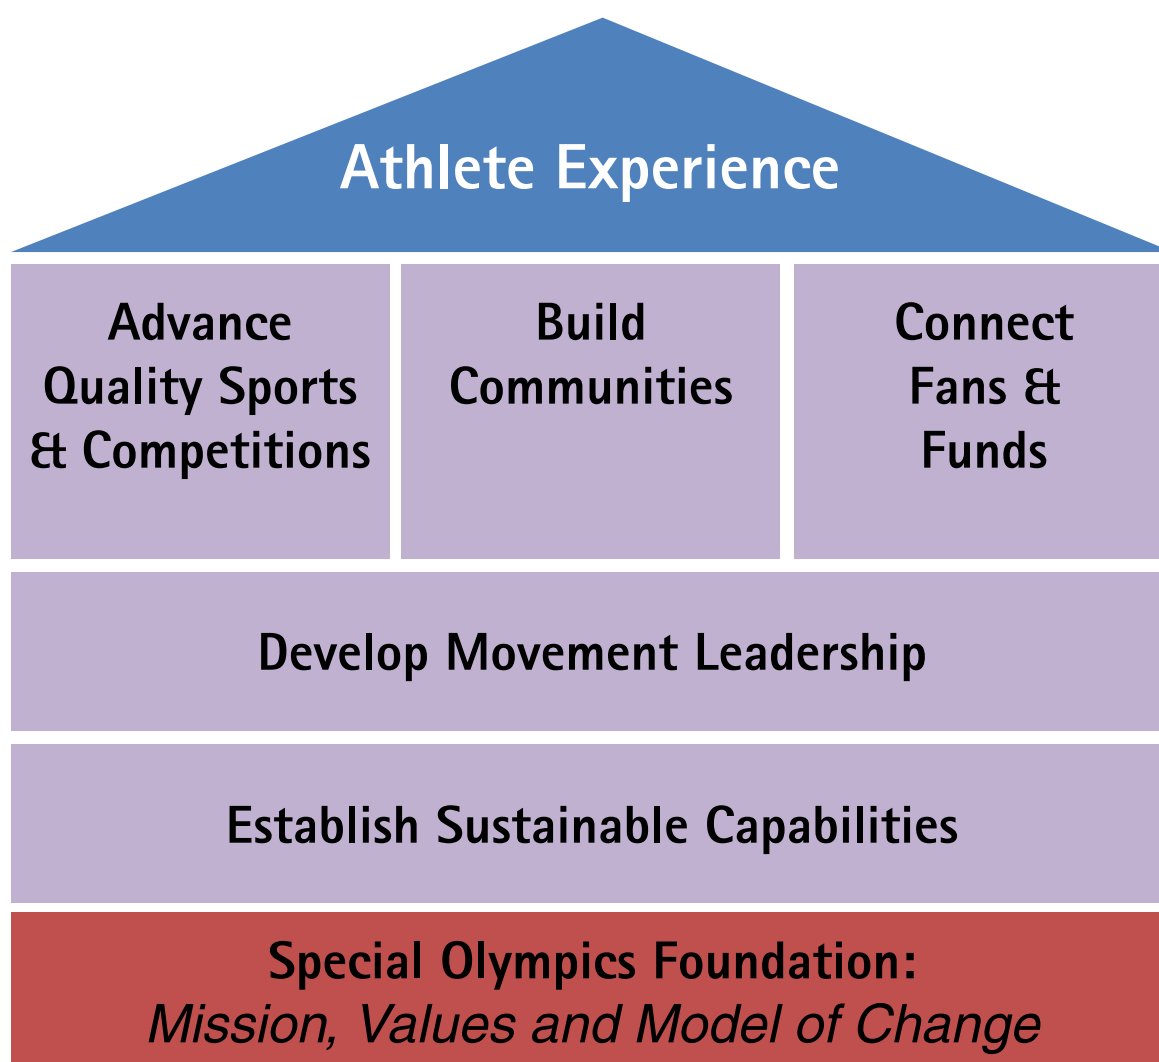 Athlete Experience
Advance
Quality Sports
& Competitions
Build
Communities
Connect
Fans &
Funds
Develop Movement Leadership
Establish Sustainable Capabilities
Special Olympics Foundation:
Mission, Values and Model of Change